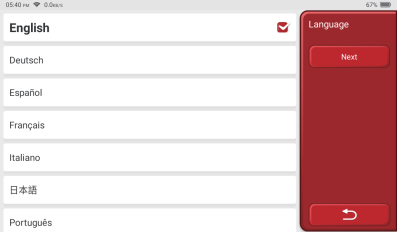 05:40 PM 0.0KB/S 67%
English
Language
Next
Deutsch
Español
Français
Italiano
日本語
Português